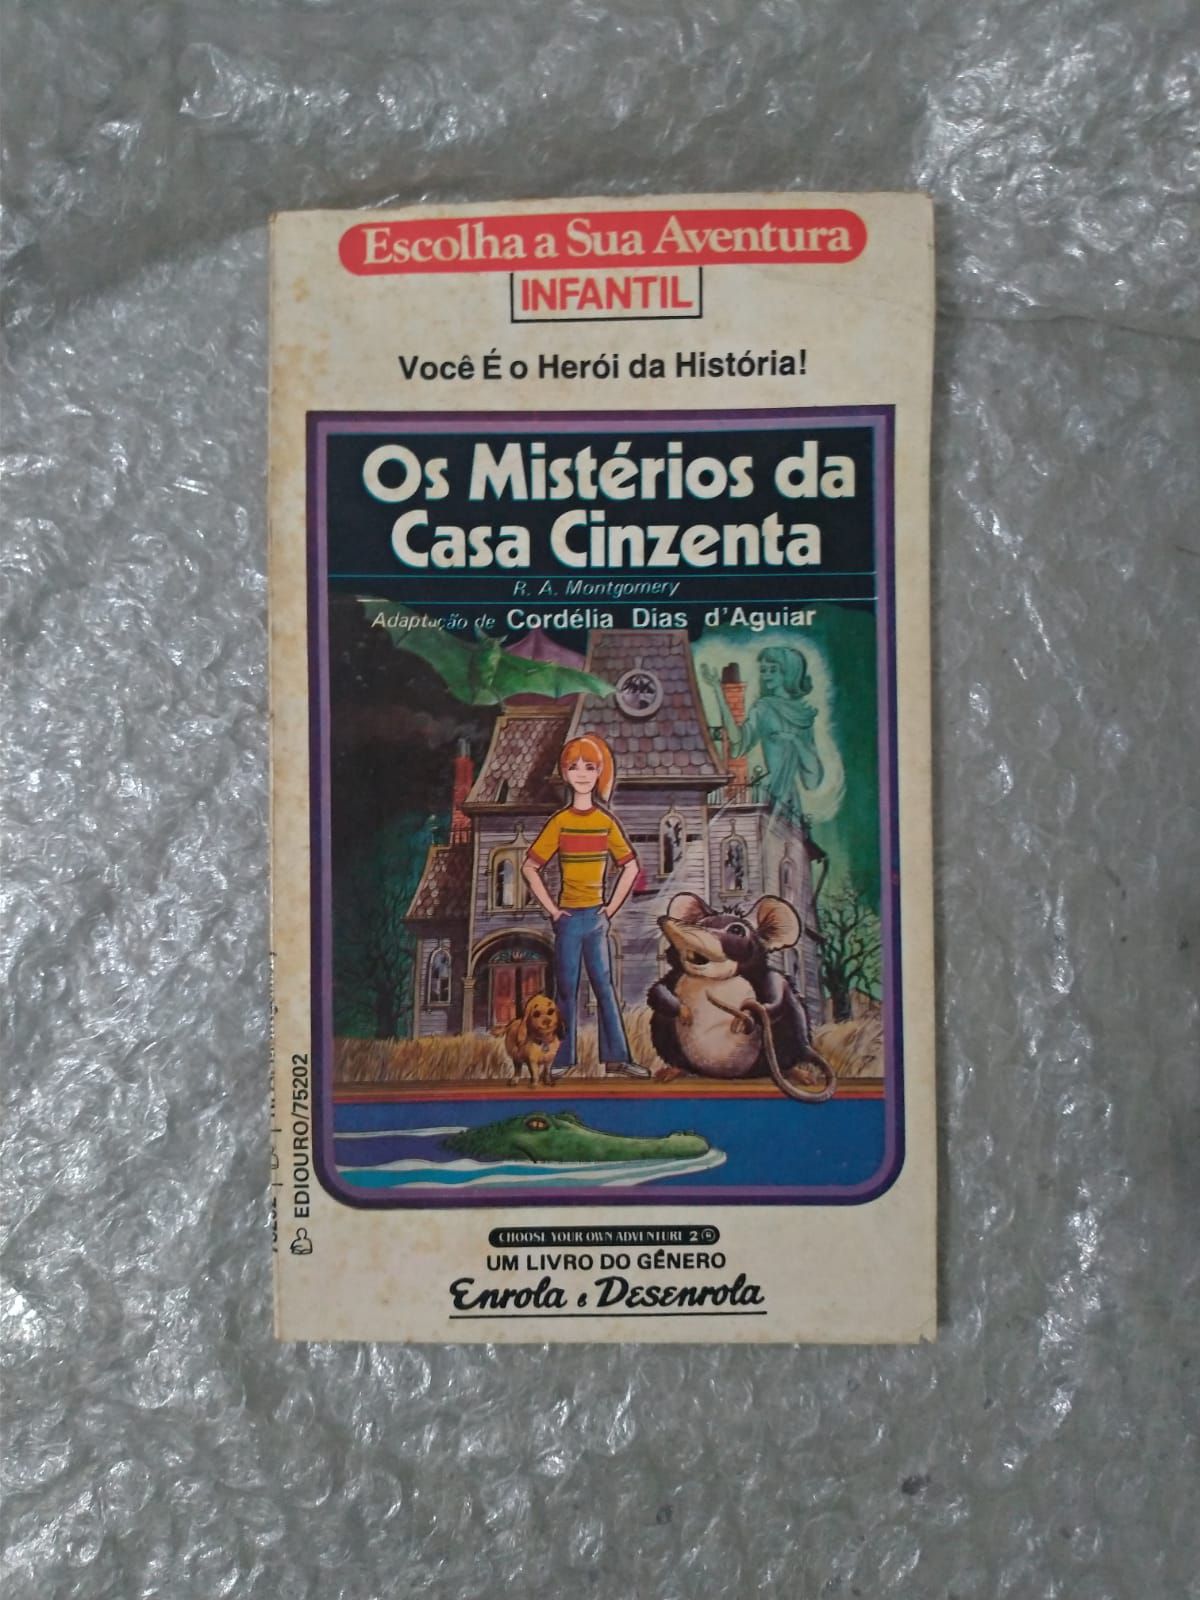 Escolha a Sua Aventura
INFANTIL
Você É o Herói da História!
Os Mistérios da
Casa Cinzenta
R. A. Montgomery
Adaptação de Cordélia Dias d'Aguiar
EDIOURO/75202
CHOOSE YOUR OWN ADVENTURE 2
UM LIVRO DO GÊNERO
Enrola e Desenrola